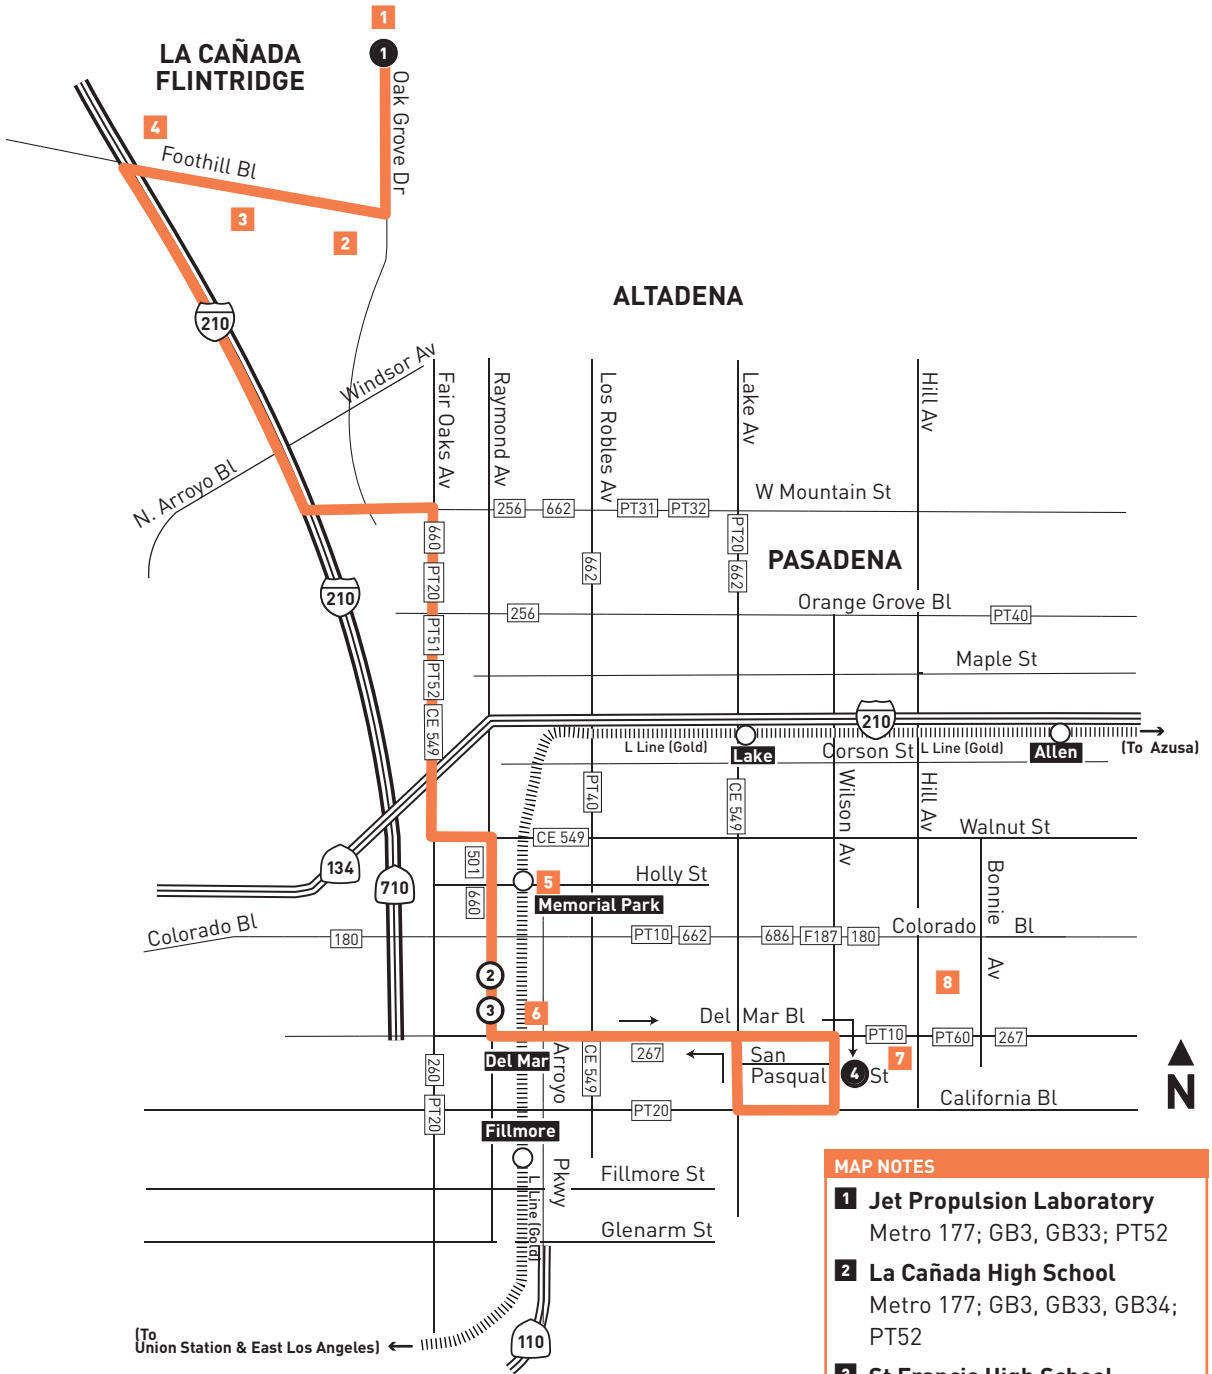 1
LA CAÑADA
FLINTRIDGE
1
Oak Grove Dr
4
Foothill Bl
3
2
ALTADENA
210
Windsor Av
N. Arroyo Bl
Fair Oaks Av
Raymond Av
Los Robles Av
Lake Av
Hill Av
W Mountain St
256
662
PT31
PT32
660
PT20
662
PT20
662
PASADENA
210
Orange Grove Bl
256
PT40
PT51
PT52
Maple St
CE 549
210
L Line (Gold)
Lake
Corson St
L Line (Gold)
Allen
(To Azusa)
PT40
CE 549
Wilson Av
Hill Av
CE 549
Walnut St
134
710
501
660
Holly St
5
Memorial Park
Bonnie Av
Colorado Bl
180
PT10
662
686
F187
180
Colorado Bl
2
3
6
8
Del Mar Bl
PT10
PT60
267
Del Mar
Arroyo Pkwy
CE 549
267
San Pasqual St
4
7
260
PT20
PT20
California Bl
N
Fillmore
Fillmore St
L Line (Gold)
Glenarm St
110
(To
Union Station & East Los Angeles)
MAP NOTES
1 Jet Propulsion Laboratory
Metro 177; GB3, GB33; PT52
2 La Cañada High School
Metro 177; GB3, GB33, GB34;
PT52
3 St Francis High School